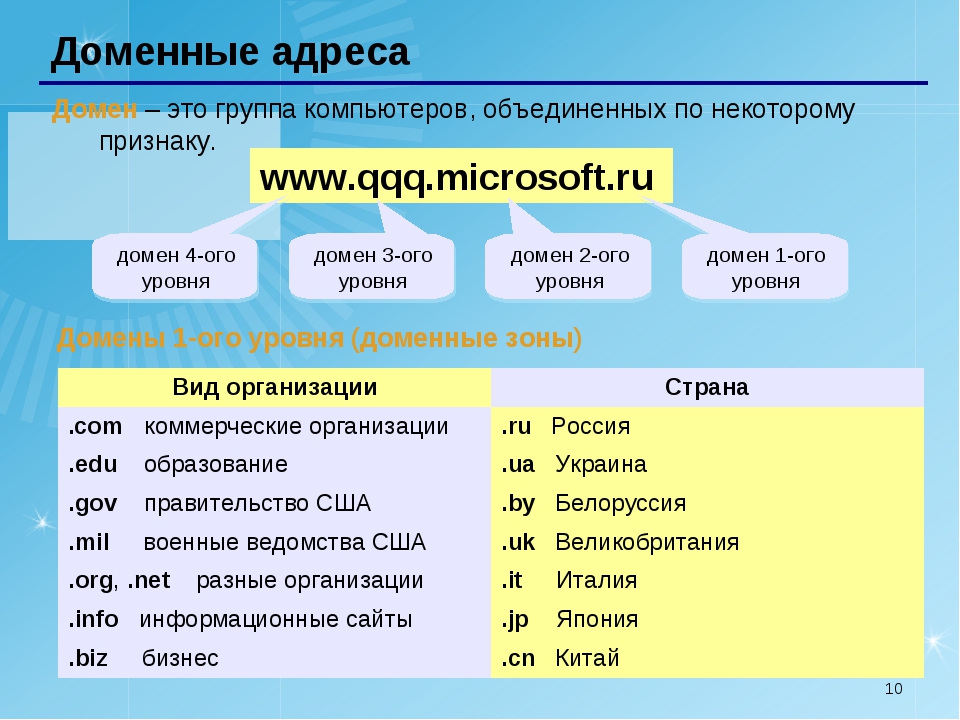 Доменные адреса
Домен – это группа компьютеров, объединенных по некоторому
признаку.
www.qqq.microsoft.ru
домен 4-ого
уровня
домен 3-ого
уровня
домен 2-ого
уровня
домен 1-ого
уровня
Домены 1-ого уровня (доменные зоны)
Вид организации Страна
.com коммерческие организации .ru Россия
.edu образование .ua Украина
.gov правительство США .by Белоруссия
.mil военные ведомства США .uk Великобритания
.org, .net разные организации .it Италия
.info информационные сайты .jp Япония
.biz бизнес .cn Китай
10